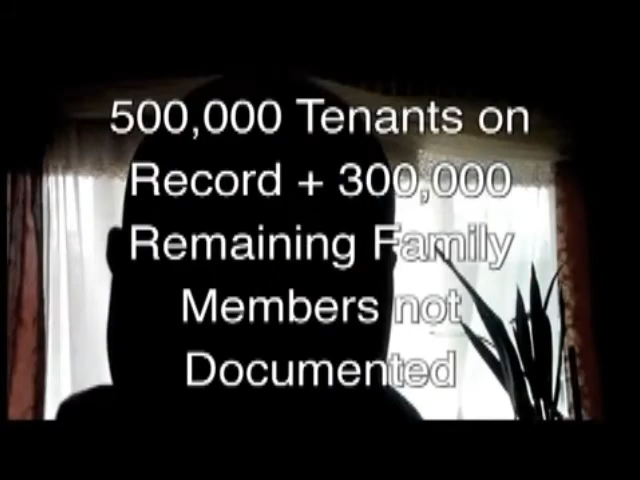 500,000 Tenants on
Record + 300,000
Remaining Family
Members not
Documented